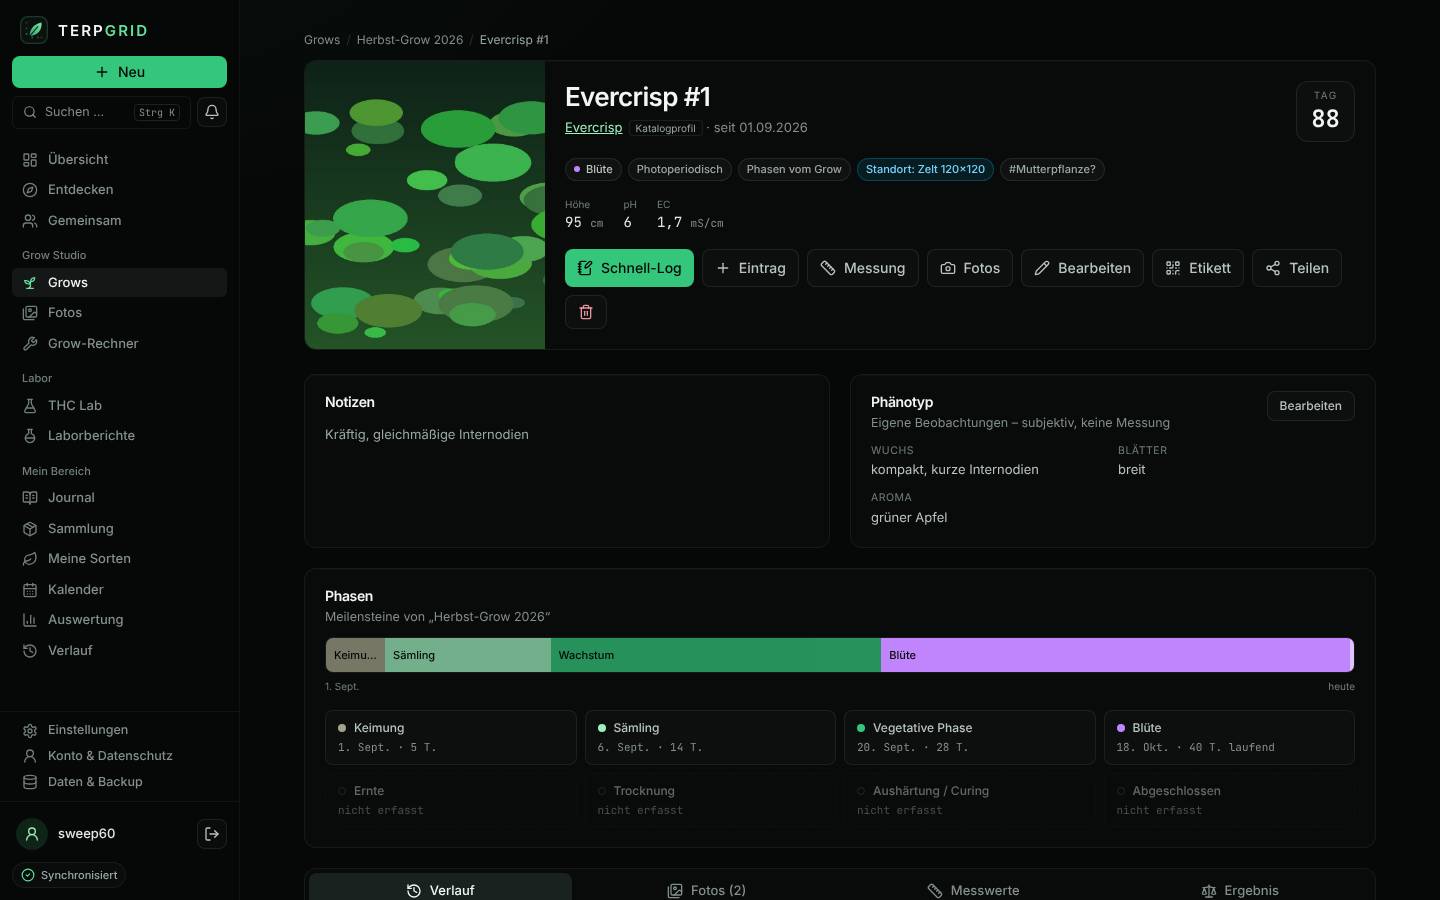 TERPGRID
Neu
Suchen ... Strg K
Übersicht
Entdecken
Gemeinsam
Grow Studio
Grows
Fotos
Grow-Rechner
Labor
THC Lab
Laborberichte
Mein Bereich
Journal
Sammlung
Meine Sorten
Kalender
Auswertung
Verlauf
Einstellungen
Konto & Datenschutz
Daten & Backup
sweep60
Synchronisiert
Grows / Herbst-Grow 2026 / Evercrisp #1
Evercrisp #1
TAG
88
Evercrisp Katalogprofil · seit 01.09.2026
Blüte Photoperiodisch Phasen vom Grow Standort: Zelt 120×120 #Mutterpflanze?
Höhe pH EC
95 cm 6 1,7 mS/cm
Schnell-Log Eintrag Messung Fotos Bearbeiten Etikett Teilen
Notizen
Kräftig, gleichmäßige Internodien
Phänotyp
Bearbeiten
Eigene Beobachtungen – subjektiv, keine Messung
WUCHS BLÄTTER
kompakt, kurze Internodien breit
AROMA
grüner Apfel
Phasen
Meilensteine von „Herbst-Grow 2026“
Keimu... Sämling Wachstum Blüte
1. Sept. heute
Keimung Sämling Vegetative Phase Blüte
1. Sept. · 5 T. 6. Sept. · 14 T. 20. Sept. · 28 T. 18. Okt. · 40 T. laufend
Ernte Trocknung Aushärtung / Curing Abgeschlossen
nicht erfasst nicht erfasst nicht erfasst nicht erfasst
Verlauf Fotos (2) Messwerte Ergebnis